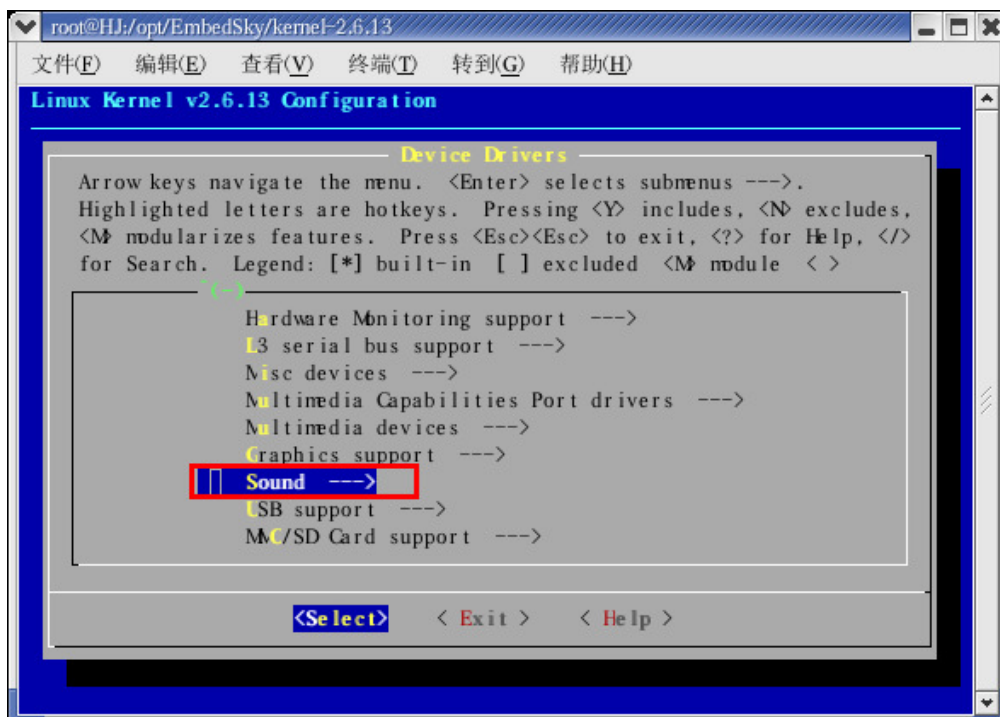 root@HJ:/opt/EmbedSky/kernel-2.6.13
文件(F) 编辑(E) 查看(V) 终端(T) 转到(G) 帮助(H)
Linux Kernel v2.6.13 Configuration
Device Drivers
Arrow keys navigate the menu. <Enter> selects submenus --->.
Highlighted letters are hotkeys. Pressing <Y> includes, <N> excludes,
<M> modularizes features. Press <Esc><Esc> to exit, <?> for Help, </>
for Search. Legend: [*] built-in [ ] excluded <M> module < >
^(-)
Hardware Monitoring support --->
L3 serial bus support --->
Misc devices --->
Multimedia Capabilities Port drivers --->
Multimedia devices --->
Graphics support --->
Sound --->
USB support --->
MMC/SD Card support --->
<Select> < Exit > < Help >